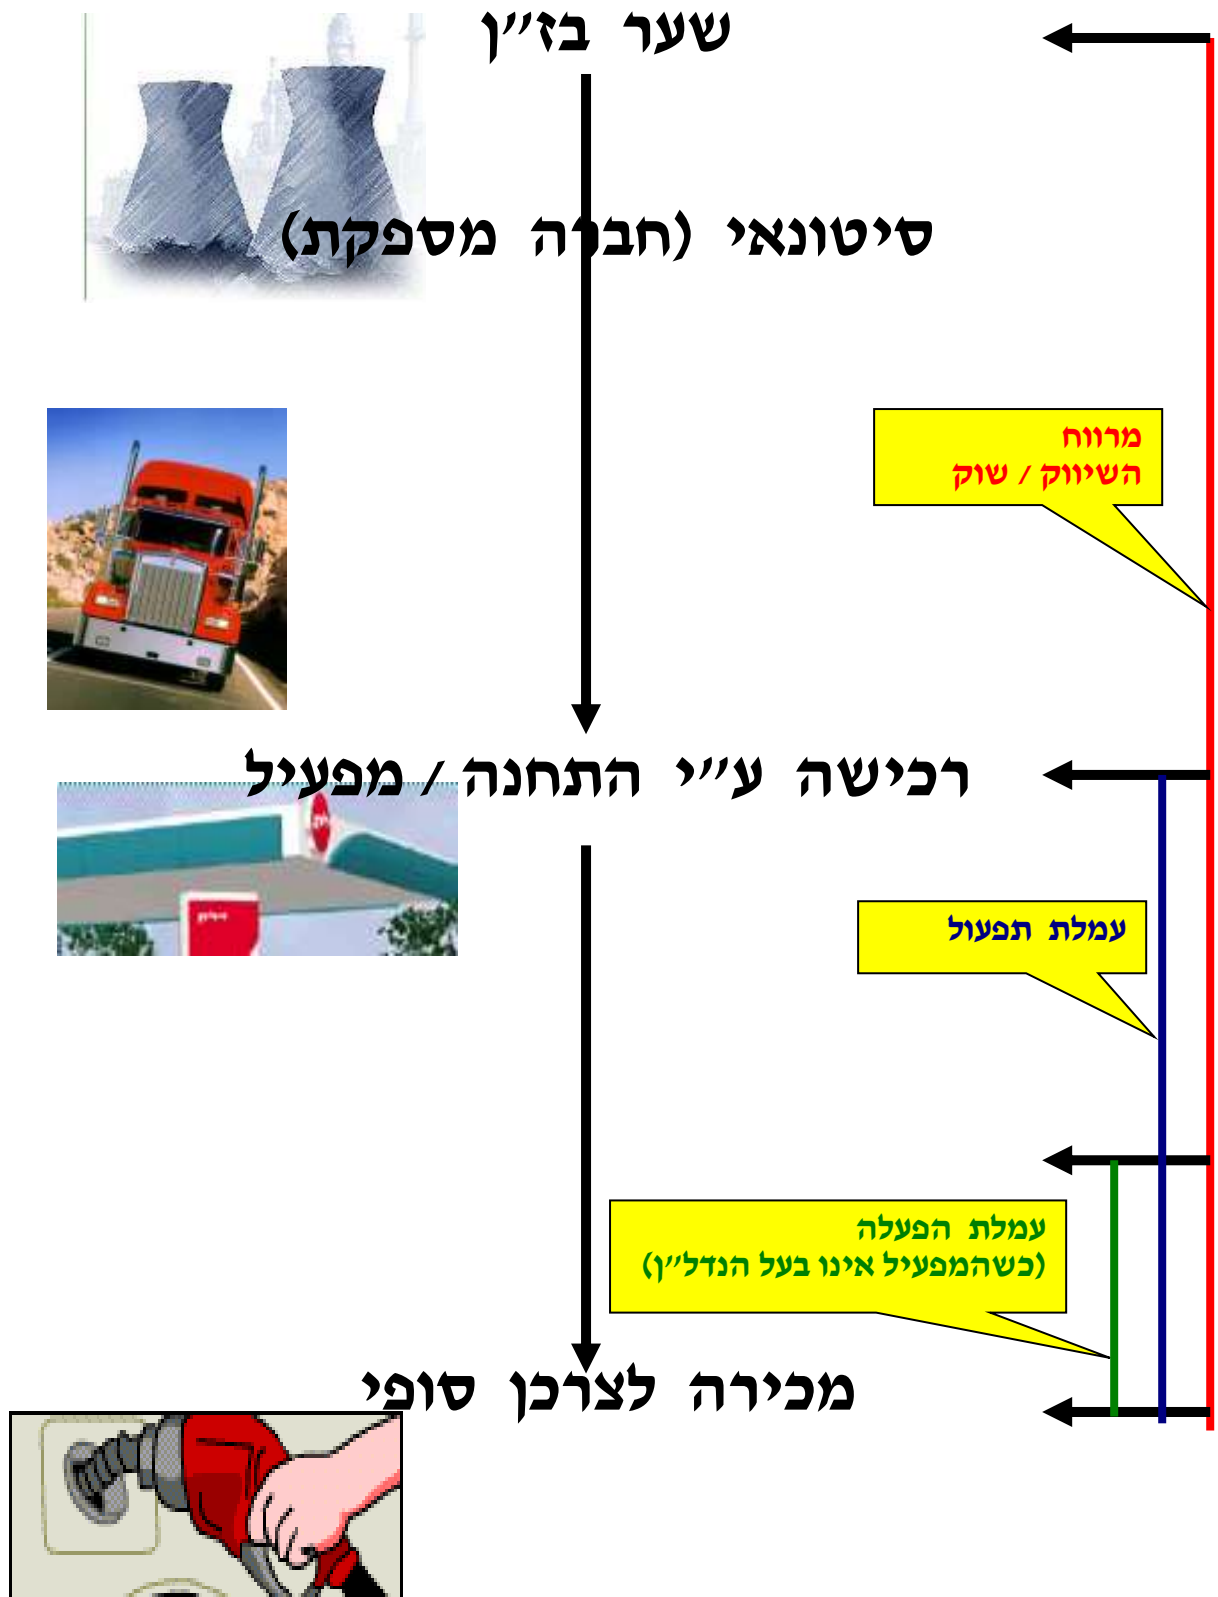 שער בז״ן
סיטונאי (חברה מספקת)
מרווח
השיווק / שוק
רכישה ע״י התחנה / מפעיל
עמלת תפעול
עמלת הפעלה
(כשהמפעיל אינו בעל הנדל״ן)
מכירה לצרכן סופי